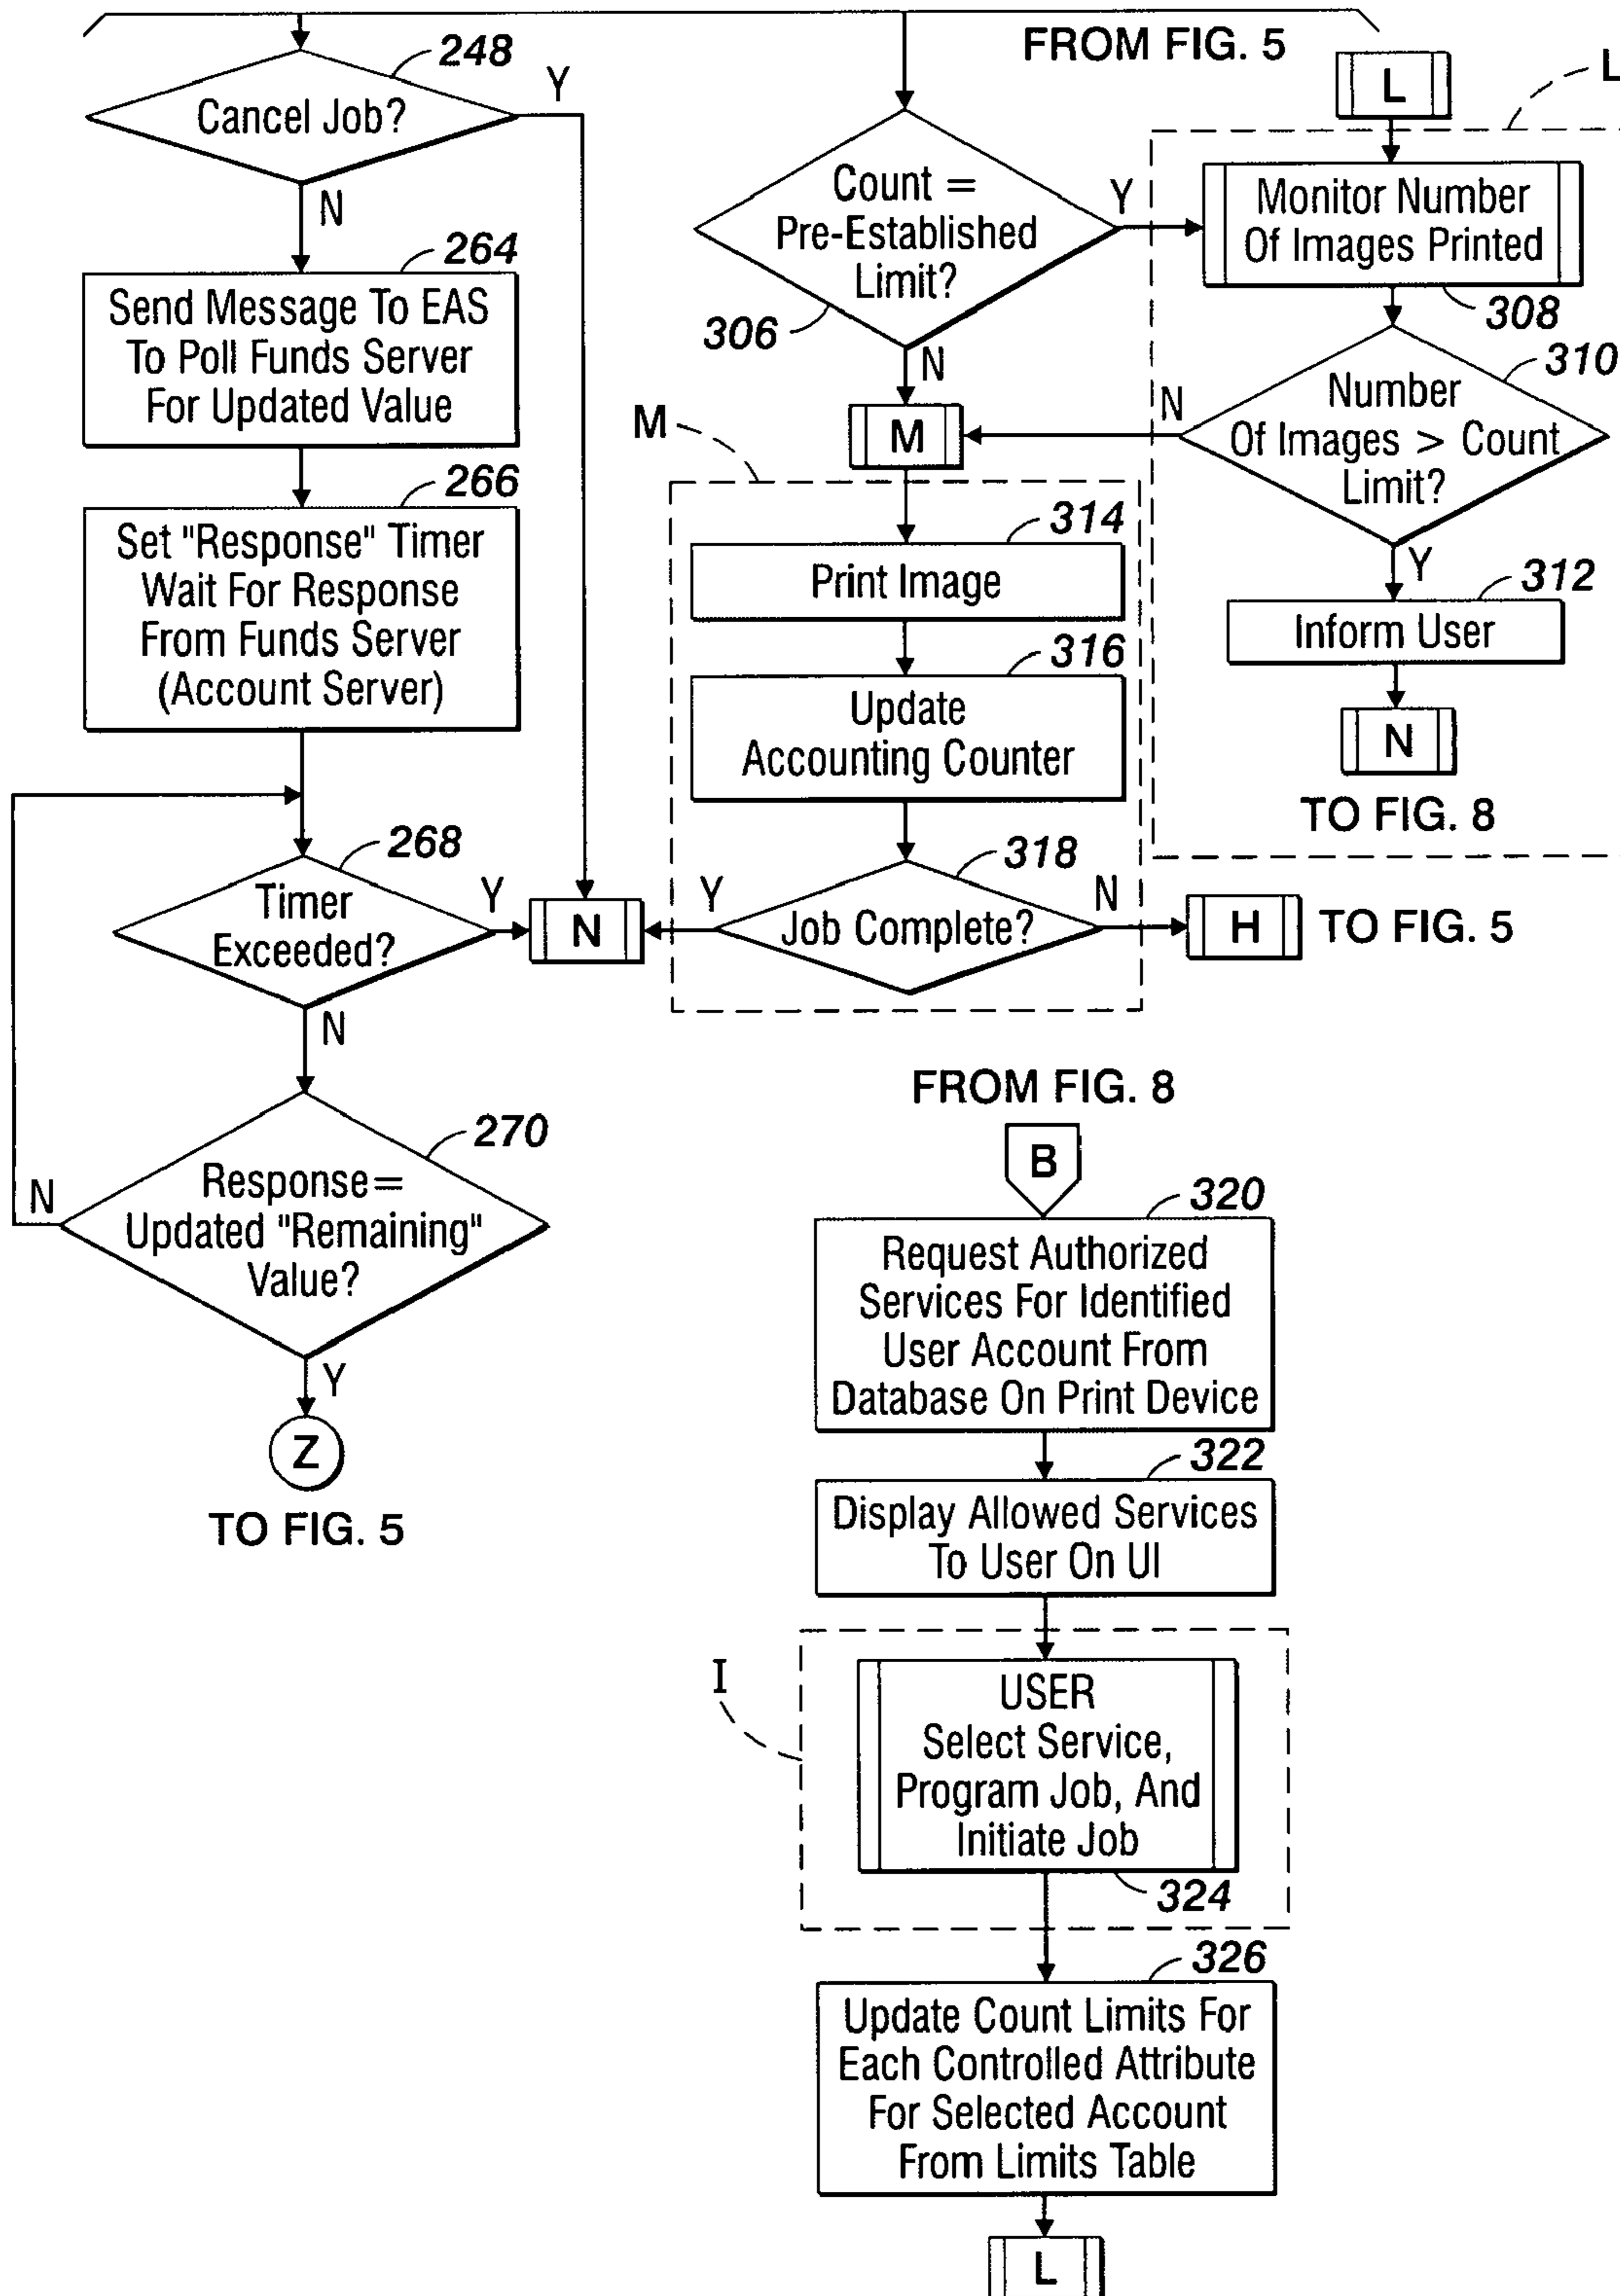 FROM FIG. 5
248
Cancel Job?
Y
N
264
Send Message To EAS
To Poll Funds Server
For Updated Value
266
Set "Response" Timer
Wait For Response
From Funds Server
(Account Server)
268
Timer
Exceeded?
Y
N
N
270
Response=
Updated "Remaining"
Value?
N
Y
Z
TO FIG. 5
Count =
Pre-Established
Limit?
306
Y
N
M
M
314
Print Image
316
Update
Accounting Counter
318
Job Complete?
Y
N
H
TO FIG. 5
L
L
Monitor Number
Of Images Printed
308
310
Number
Of Images > Count
Limit?
N
Y
312
Inform User
N
TO FIG. 8
FROM FIG. 8
B
320
Request Authorized
Services For Identified
User Account From
Database On Print Device
322
Display Allowed Services
To User On UI
I
USER
Select Service,
Program Job, And
Initiate Job
324
326
Update Count Limits For
Each Controlled Attribute
For Selected Account
From Limits Table
L